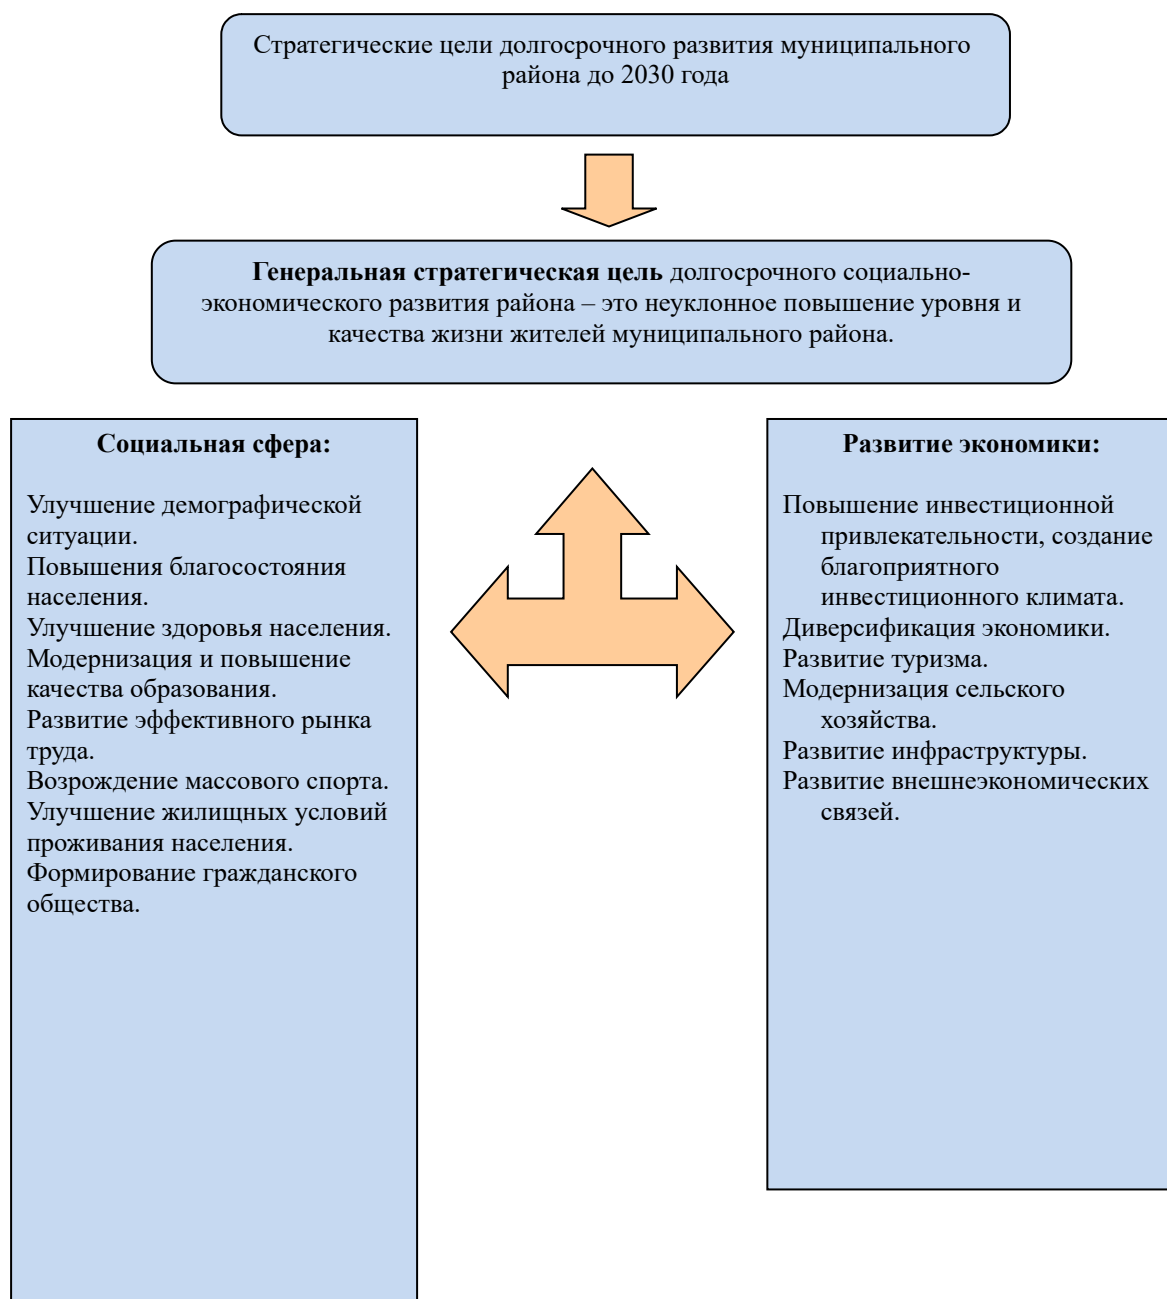 Стратегические цели долгосрочного развития муниципального
района до 2030 года
Генеральная стратегическая цель долгосрочного социально-
экономического развития района – это неуклонное повышение уровня и
качества жизни жителей муниципального района.
Социальная сфера:
Улучшение демографической
ситуации.
Повышения благосостояния
населения.
Улучшение здоровья населения.
Модернизация и повышение
качества образования.
Развитие эффективного рынка
труда.
Возрождение массового спорта.
Улучшение жилищных условий
проживания населения.
Формирование гражданского
общества.
Развитие экономики:
Повышение инвестиционной
привлекательности, создание
благоприятного
инвестиционного климата.
Диверсификация экономики.
Развитие туризма.
Модернизация сельского
хозяйства.
Развитие инфраструктуры.
Развитие внешнеэкономических
связей.